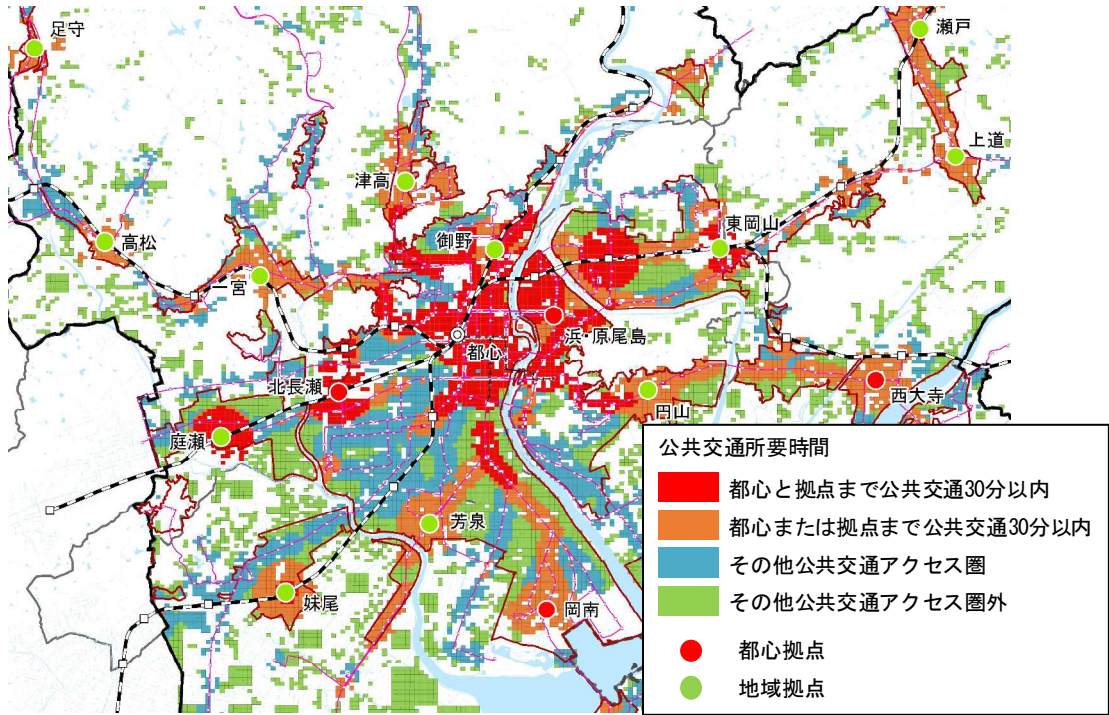 足守
瀬戸
上道
津高
高松
御野
東岡山
一宮
浜・原尾島
都心
北長瀬
西大寺
円山
庭瀬
芳泉
妹尾
岡南
公共交通所要時間
都心と拠点まで公共交通30分以内
都心または拠点まで公共交通30分以内
その他公共交通アクセス圏
その他公共交通アクセス圏外
都心拠点
地域拠点